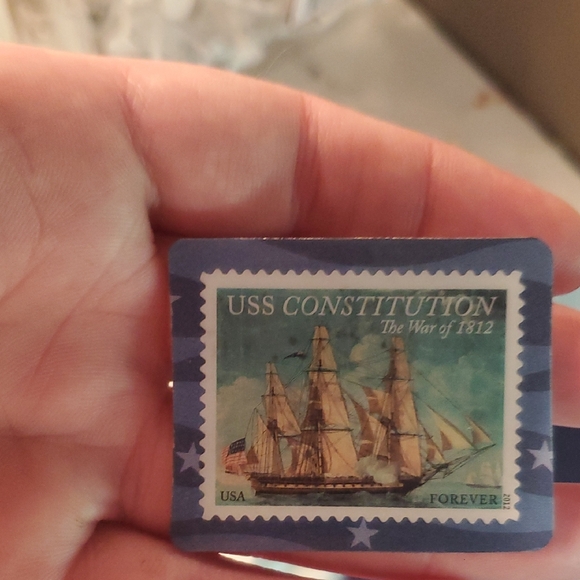 USS CONSTITUTION
The War of 1812
USA
FOREVER
2012